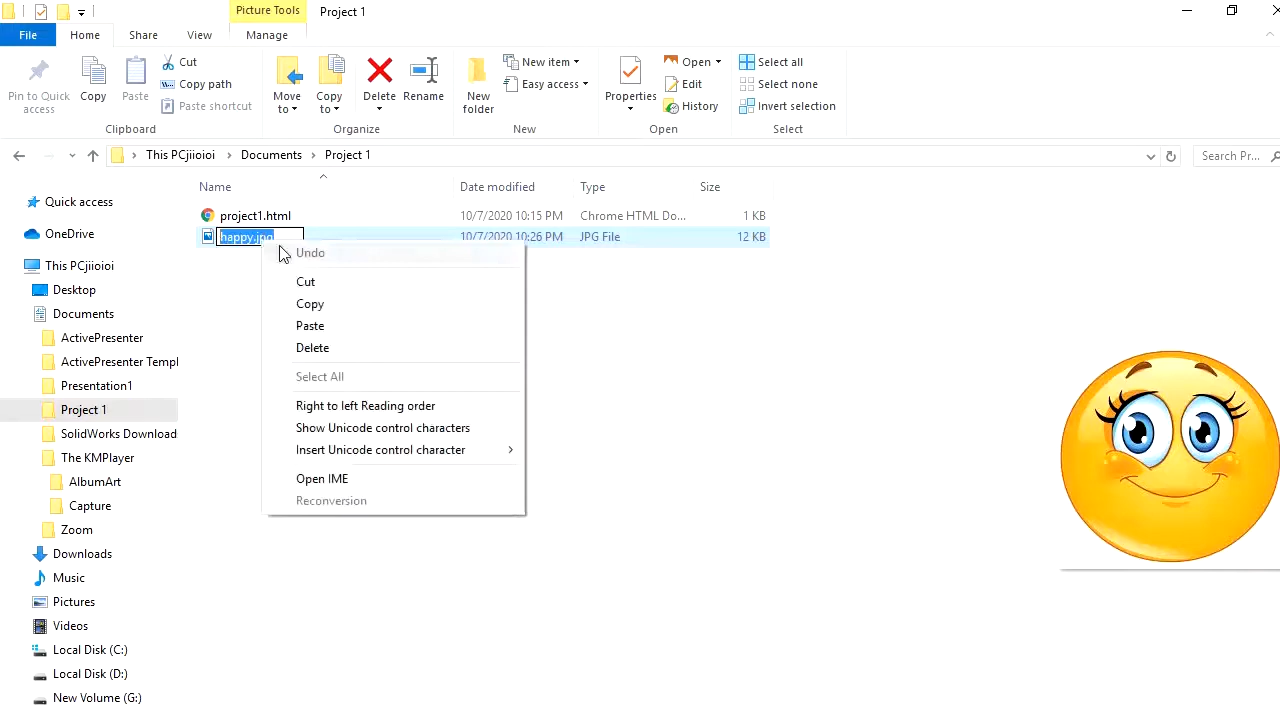 Picture Tools
Project 1
File
Home
Share
View
Manage
Pin to Quick access
Copy
Paste
Cut
Copy path
Paste shortcut
Clipboard
Move to
Copy to
Delete
Rename
Organize
New folder
New item
Easy access
New
Properties
Open
Edit
History
Open
Select all
Select none
Invert selection
Select
This PCjiioioi
Documents
Project 1
Search Pr...
Name
Date modified
Type
Size
project1.html
10/7/2020 10:15 PM
Chrome HTML Do...
1 KB
happy.jpg
10/7/2020 10:26 PM
JPG File
12 KB
Undo
Cut
Copy
Paste
Delete
Select All
Right to left Reading order
Show Unicode control characters
Insert Unicode control character
Open IME
Reconversion
Quick access
OneDrive
This PCjiioioi
Desktop
Documents
ActivePresenter
ActivePresenter Templ
Presentation1
Project 1
SolidWorks Download
The KMPlayer
AlbumArt
Capture
Zoom
Downloads
Music
Pictures
Videos
Local Disk (C:)
Local Disk (D:)
New Volume (G:)